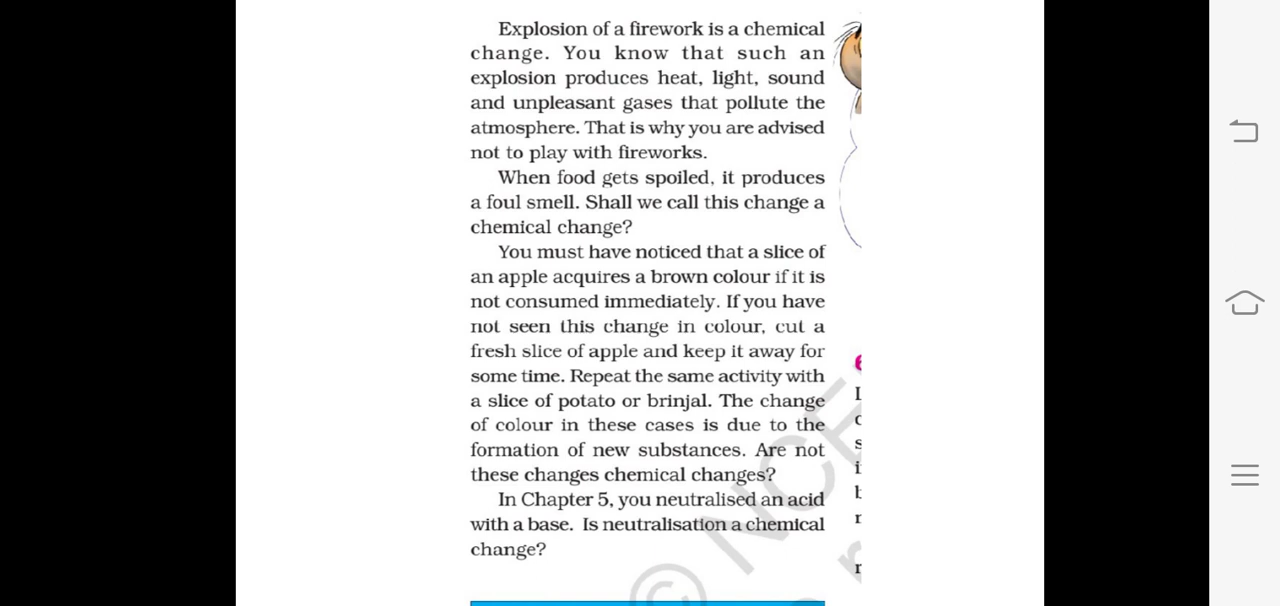 Explosion of a firework is a chemical
change. You know that such an
explosion produces heat, light, sound
and unpleasant gases that pollute the
atmosphere. That is why you are advised
not to play with fireworks.
When food gets spoiled, it produces
a foul smell. Shall we call this change a
chemical change?
You must have noticed that a slice of
an apple acquires a brown colour if it is
not consumed immediately. If you have
not seen this change in colour, cut a
fresh slice of apple and keep it away for
some time. Repeat the same activity with
a slice of potato or brinjal. The change
of colour in these cases is due to the
formation of new substances. Are not
these changes chemical changes?
In Chapter 5, you neutralised an acid
with a base. Is neutralisation a chemical
change?
© NCE